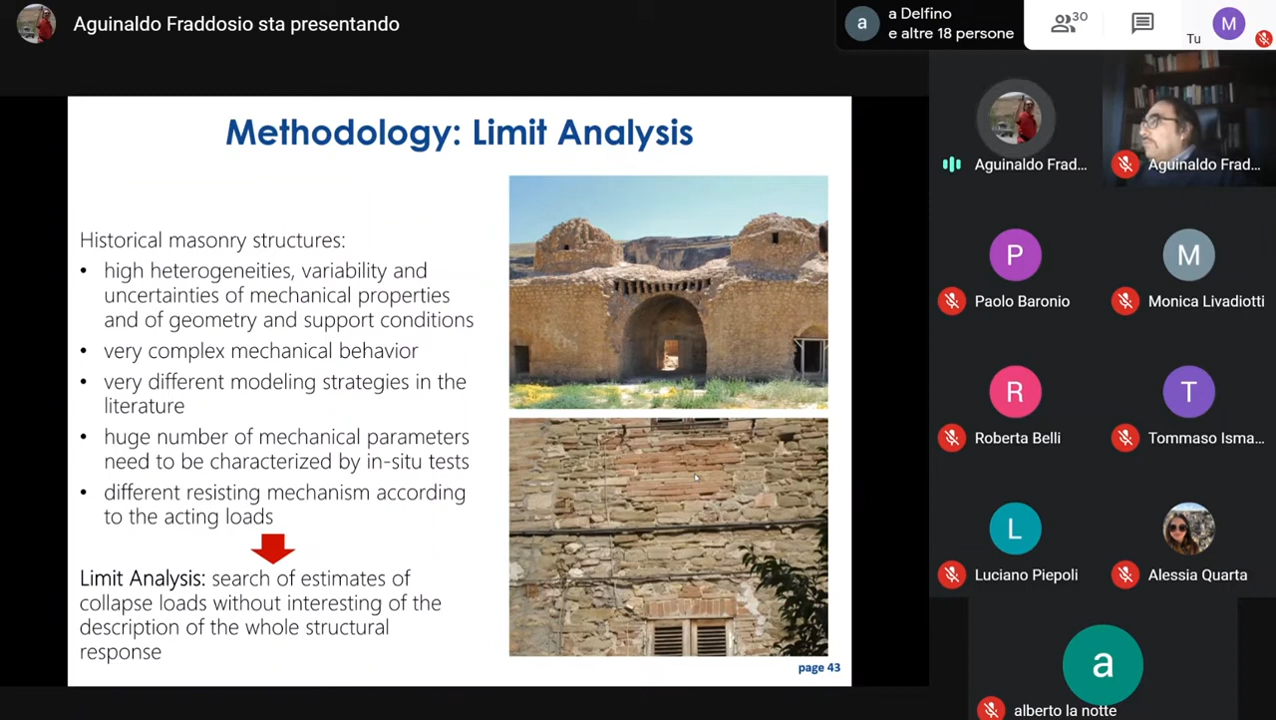 Aguinaldo Fraddosio sta presentando
a
a Delfino
e altre 18 persone
30
Tu
M
Methodology: Limit Analysis
Historical masonry structures:
• high heterogeneities, variability and
uncertainties of mechanical properties
and of geometry and support conditions
• very complex mechanical behavior
• very different modeling strategies in the
literature
• huge number of mechanical parameters
need to be characterized by in-situ tests
• different resisting mechanism according
to the acting loads
Limit Analysis: search of estimates of
collapse loads without interesting of the
description of the whole structural
response
page 43
Aguinaldo Frad...
Aguinaldo Frad...
P
Paolo Baronio
M
Monica Livadiotti
R
Roberta Belli
T
Tommaso Isma...
L
Luciano Piepoli
Alessia Quarta
a
alberto la notte